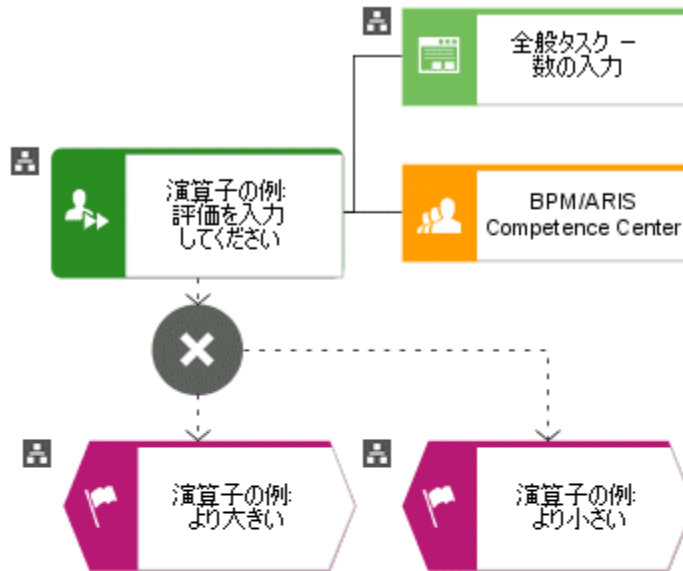 全般タスク －
数の入力
演算子の例:
評価を入力
してください
BPM/ARIS
Competence Center
演算子の例:
より大きい
演算子の例:
より小さい